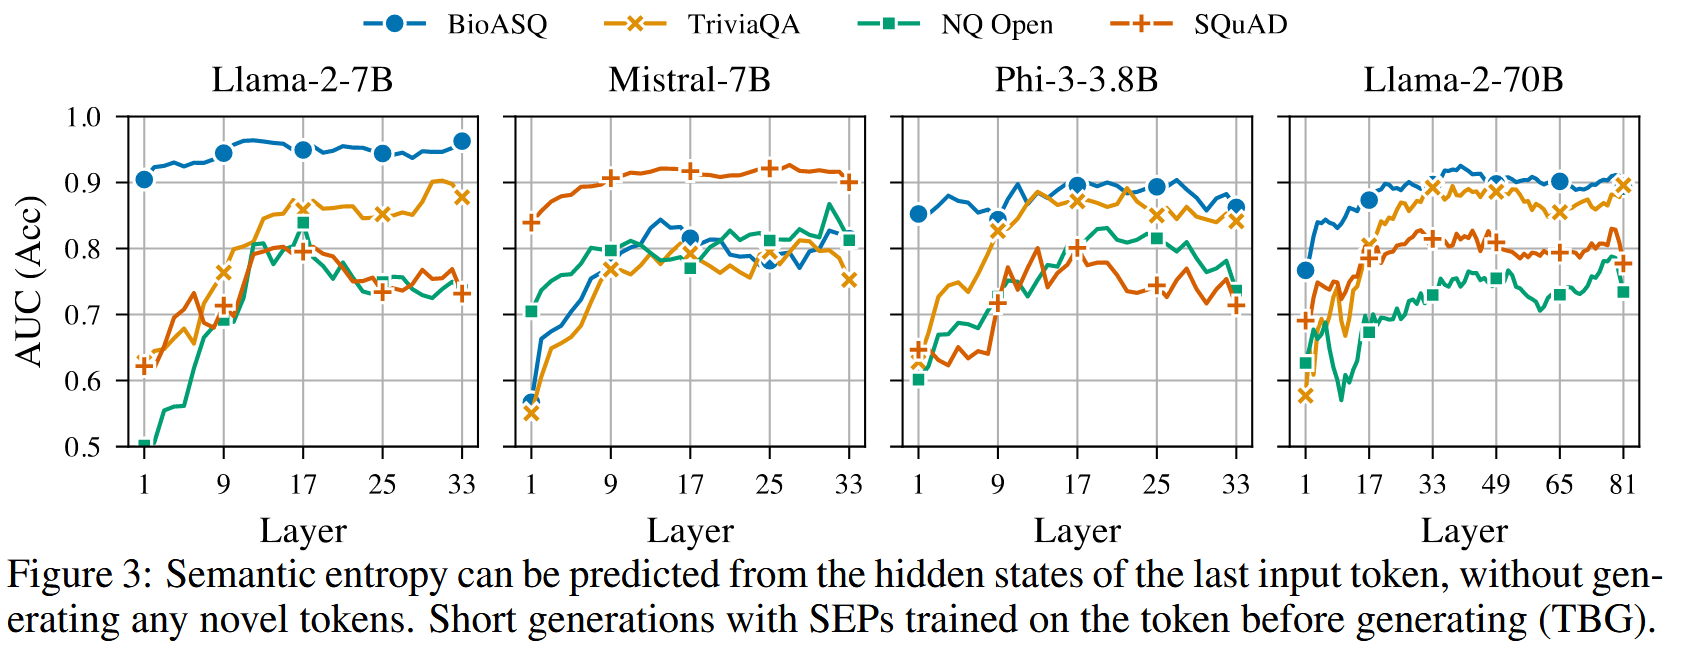 BioASQ TriviaQA NQ Open SQuAD
Llama-2-7B Mistral-7B Phi-3-3.8B Llama-2-70B
AUC (Acc)
1.0
0.9
0.8
0.7
0.6
0.5
1 9 17 25 33 1 9 17 25 33 1 9 17 25 33 1 17 33 49 65 81
Layer Layer Layer Layer
Figure 3: Semantic entropy can be predicted from the hidden states of the last input token, without gen-
erating any novel tokens. Short generations with SEPs trained on the token before generating (TBG).